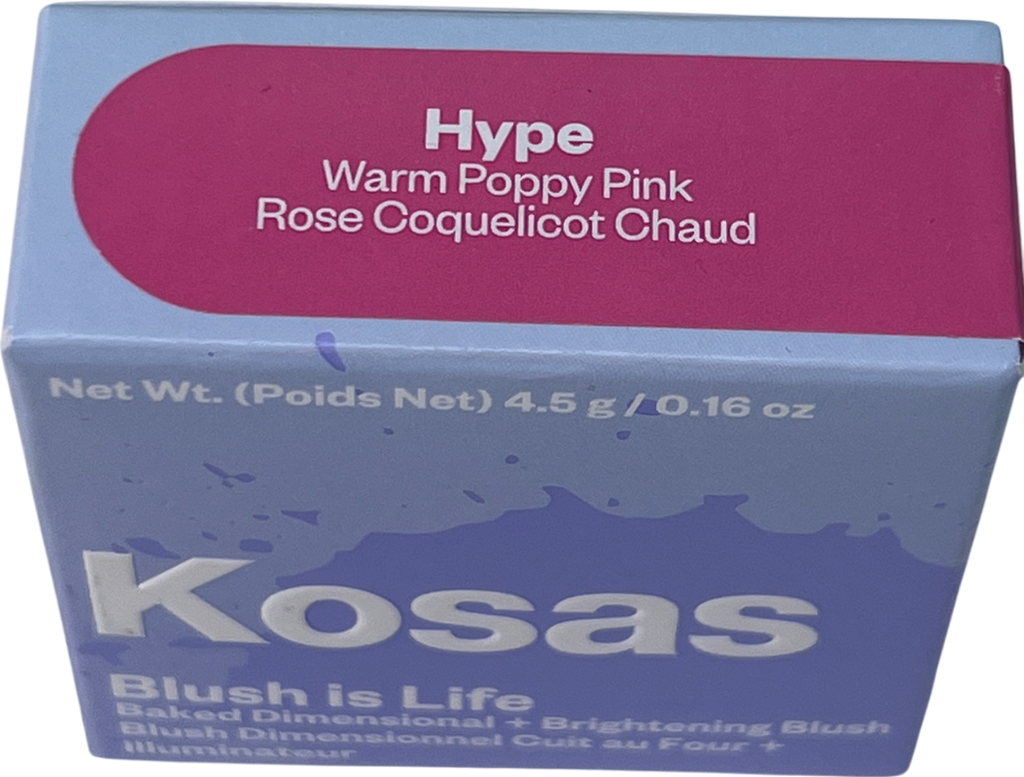 Hype
Warm Poppy Pink
Rose Coquelicot Chaud
Net Wt. (Poids Net) 4.5 g / 0.16 oz
Kosas
Blush is Life
Baked Dimensional + Brightening Blush
Blush Dimensionnel Cuit au Four +
Illuminateur